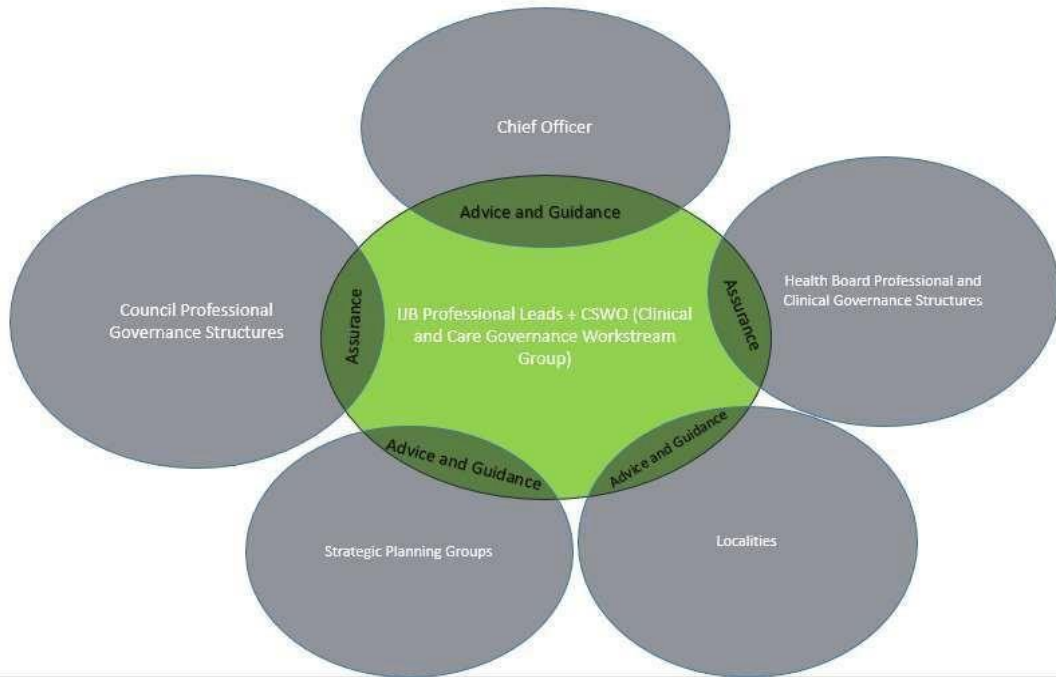 Chief Officer
Advice and Guidance
Council Professional
Governance Structures
Assurance
IJB Professional Leads + CSWO (Clinical
and Care Governance Workstream
Group)
Assurance
Health Board Professional and
Clinical Governance Structures
Advice and Guidance
Advice and Guidance
Strategic Planning Groups
Localities